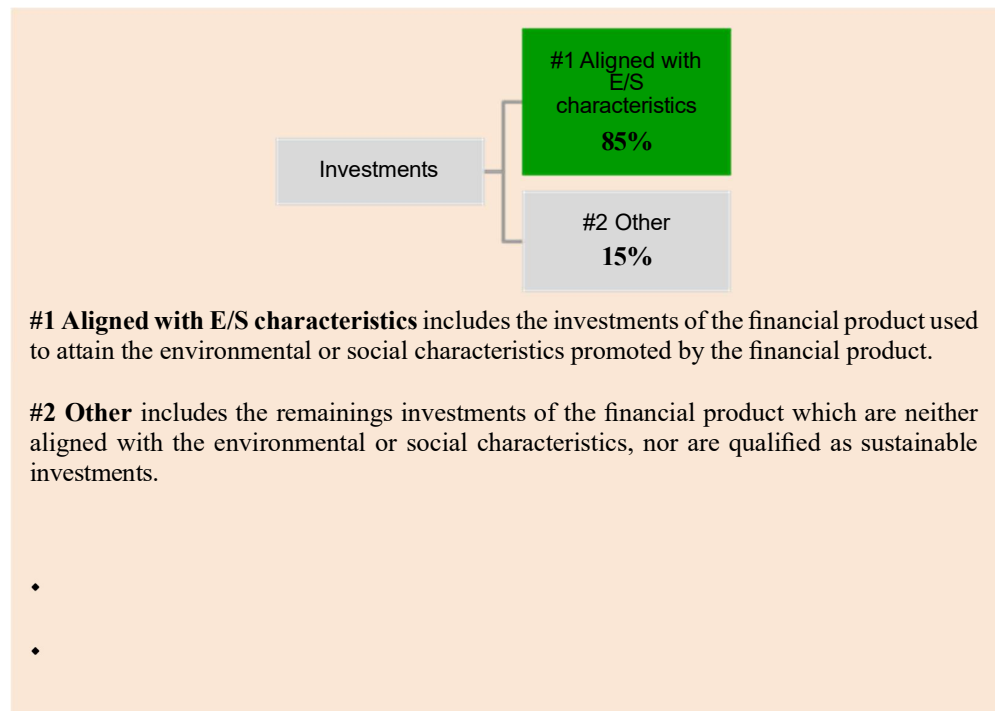 #1 Aligned with
E/S
characteristics
85%
Investments
#2 Other
15%
#1 Aligned with E/S characteristics includes the investments of the financial product used
to attain the environmental or social characteristics promoted by the financial product.
#2 Other includes the remainings investments of the financial product which are neither
aligned with the environmental or social characteristics, nor are qualified as sustainable
investments.